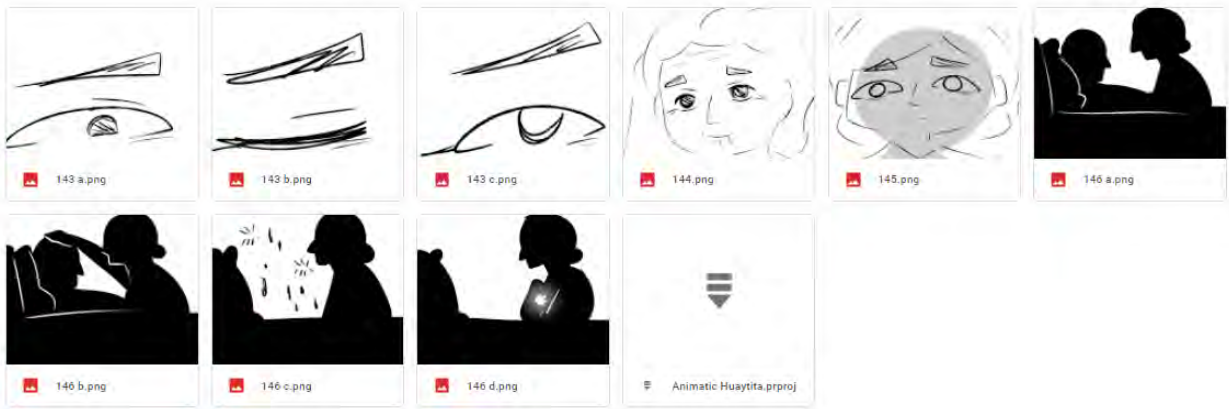 143 a.png
143 b.png
143 c.png
144.png
145.png
146 a.png
146 b.png
146 c.png
146 d.png
Animatic Huaytita.prproj